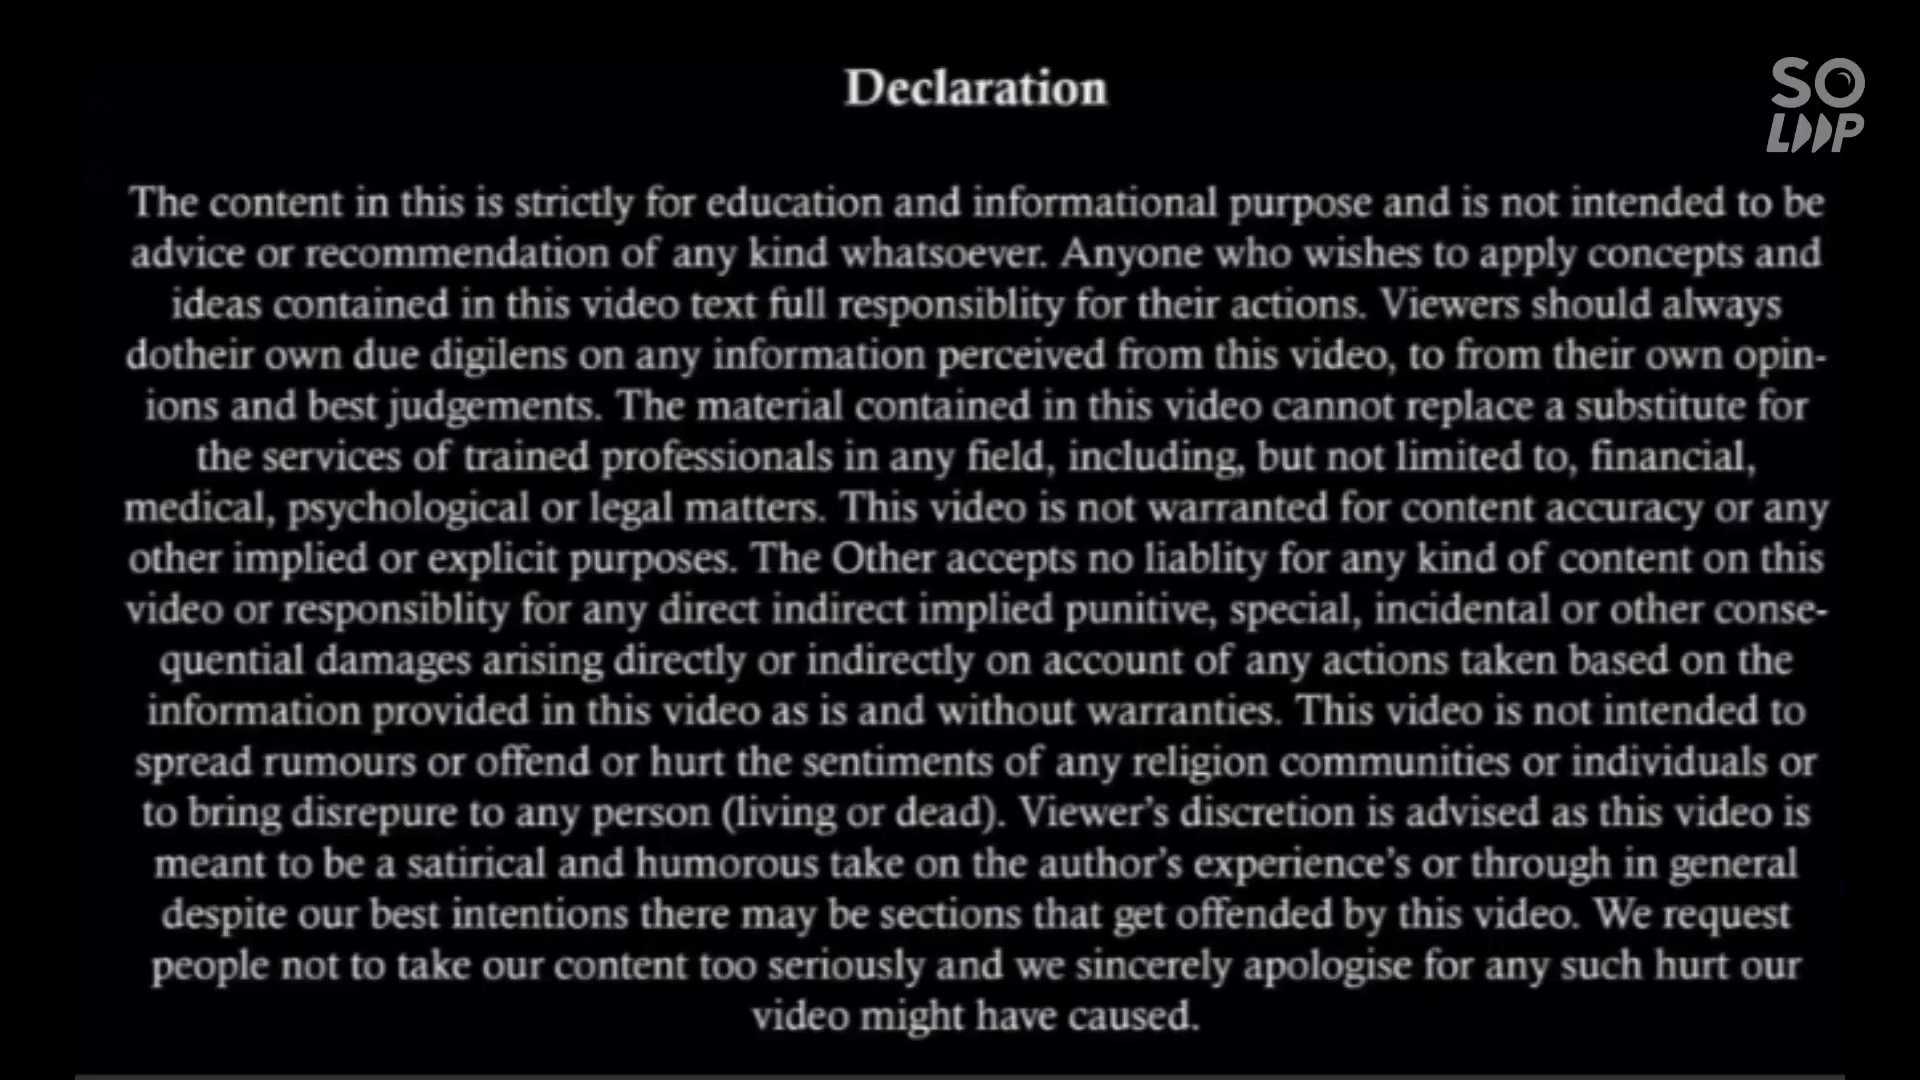 Declaration
SO
LOOP
The content in this is strictly for education and informational purpose and is not intended to be
advice or recommendation of any kind whatsoever. Anyone who wishes to apply concepts and
ideas contained in this video text full responsiblity for their actions. Viewers should always
dotheir own due digilens on any information perceived from this video, to from their own opin-
ions and best judgements. The material contained in this video cannot replace a substitute for
the services of trained professionals in any field, including, but not limited to, financial,
medical, psychological or legal matters. This video is not warranted for content accuracy or any
other implied or explicit purposes. The Other accepts no liablity for any kind of content on this
video or responsiblity for any direct indirect implied punitive, special, incidental or other conse-
quential damages arising directly or indirectly on account of any actions taken based on the
information provided in this video as is and without warranties. This video is not intended to
spread rumours or offend or hurt the sentiments of any religion communities or individuals or
to bring disrepure to any person (living or dead). Viewer's discretion is advised as this video is
meant to be a satirical and humorous take on the author's experience's or through in general
despite our best intentions there may be sections that get offended by this video. We request
people not to take our content too seriously and we sincerely apologise for any such hurt our
video might have caused.